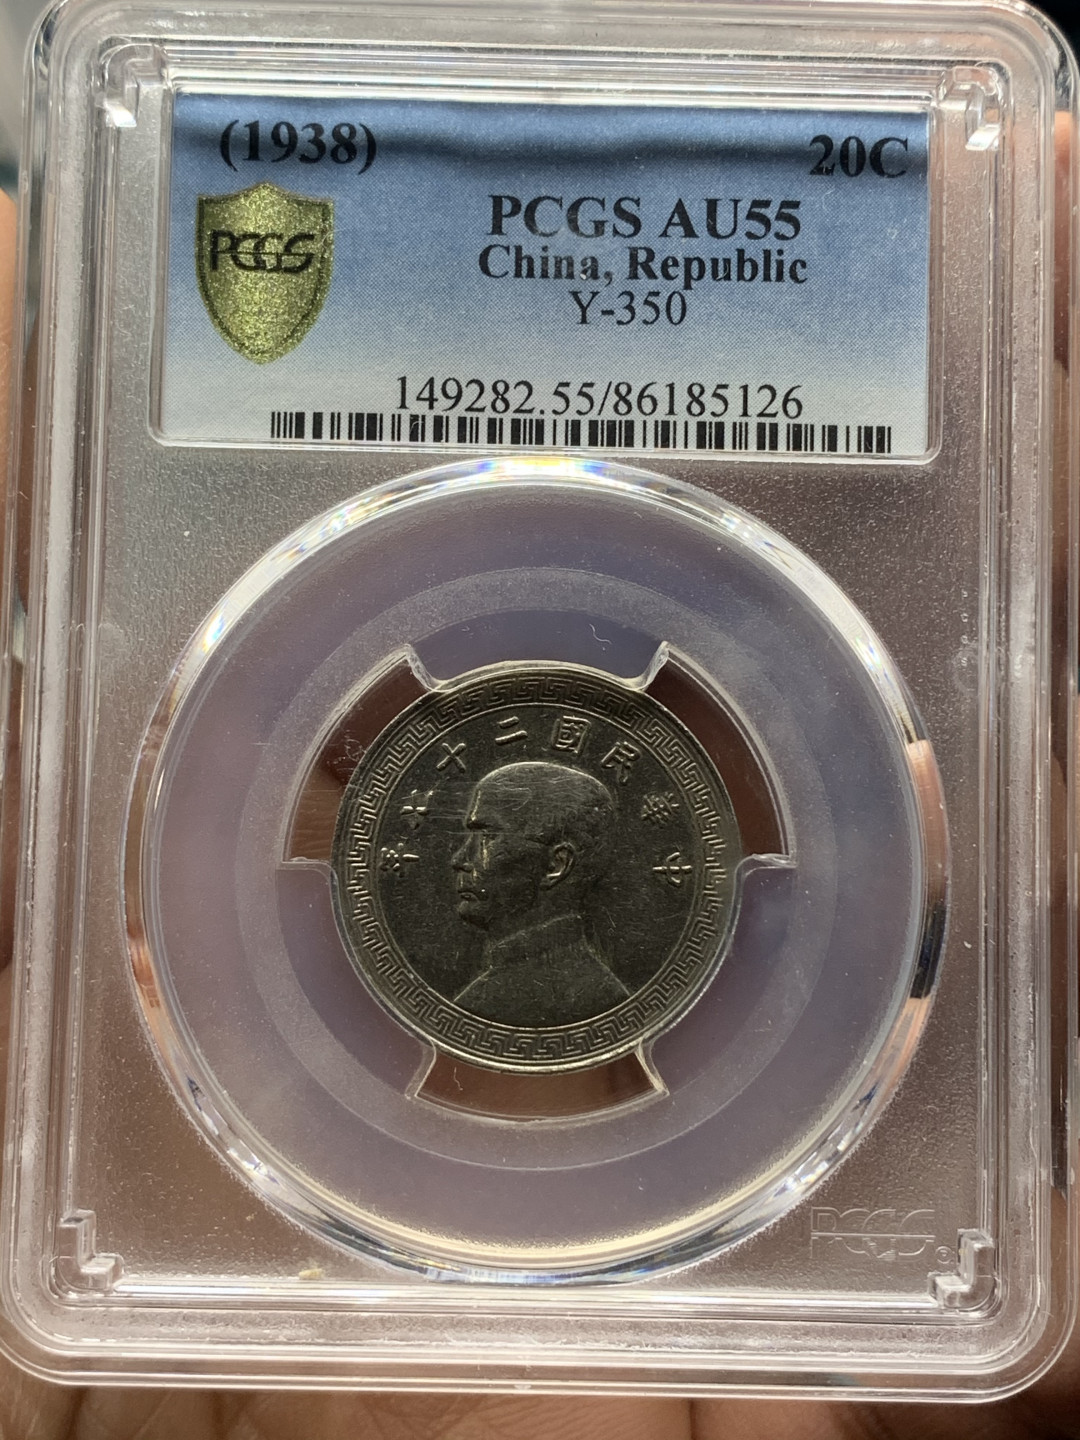 (1938) 20C
PCGS
PCGS AU55
China, Republic
Y-350
149282.55/86185126
年七十二國民華中
PCGS